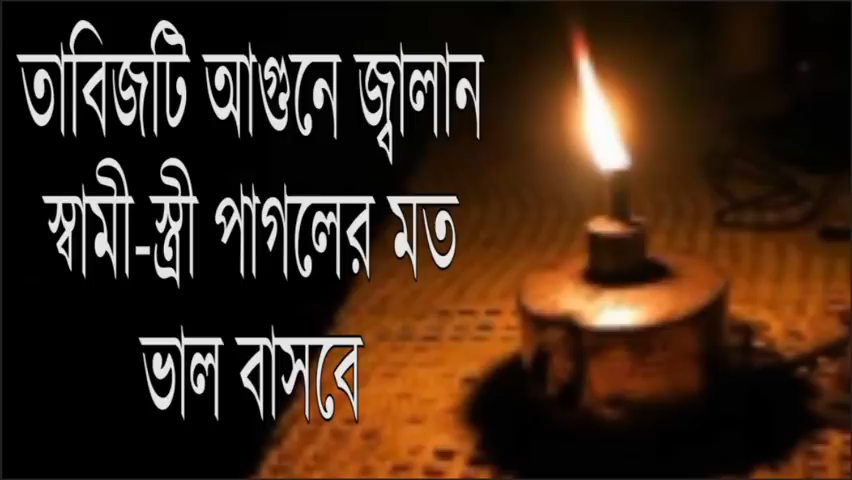 তাবিজটি আগুনে জ্বালান
স্বামী-স্ত্রী পাগলের মত
ভাল বাসবে